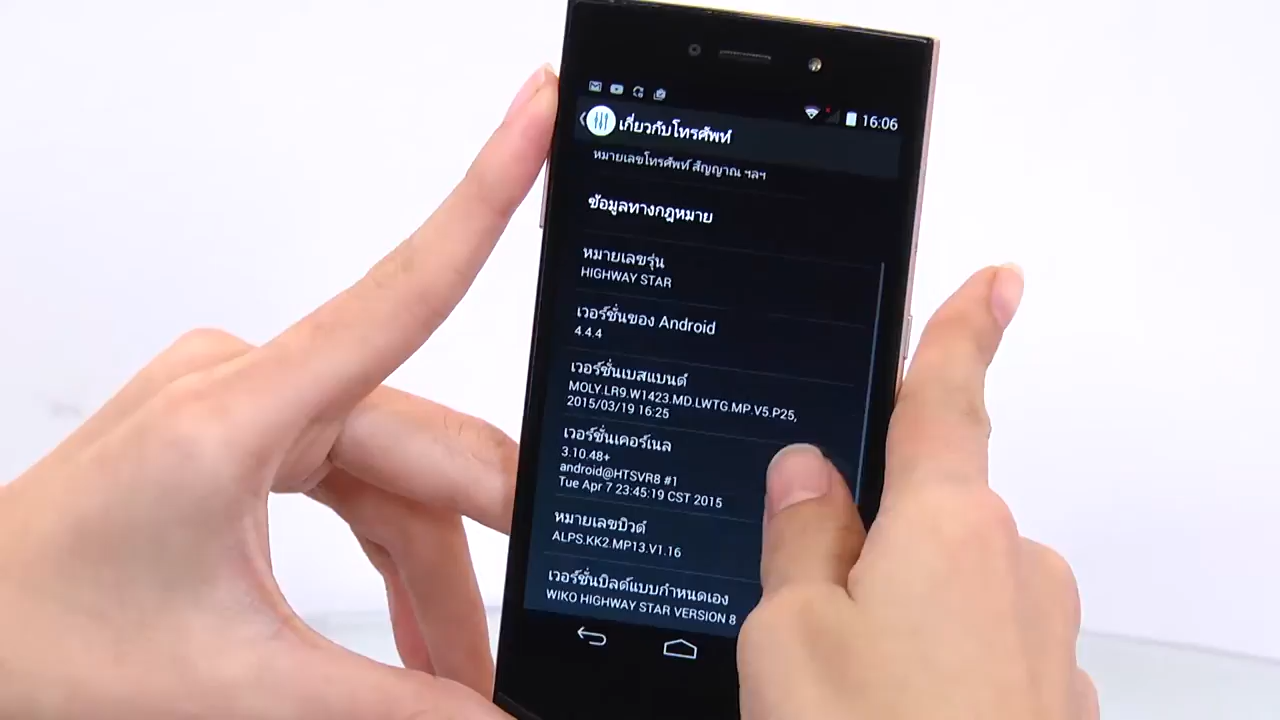 16:06
เกี่ยวกับโทรศัพท์
หมายเลขโทรศัพท์ สัญญาณ ฯลฯ
ข้อมูลทางกฎหมาย
หมายเลขรุ่น
HIGHWAY STAR
เวอร์ชั่นของ Android
4.4.4
เวอร์ชั่นเบสแบนด์
MOLY.LR9.W1423.MD.LWTG.MP.V5.P25,
2015/03/19 16:25
เวอร์ชั่นเคอร์เนล
3.10.48+
android@HTSVR8 #1
Tue Apr 7 23:45:19 CST 2015
หมายเลขบิวด์
ALPS.KK2.MP13.V1.16
เวอร์ชั่นบิลด์แบบกำหนดเอง
WIKO HIGHWAY STAR VERSION 8